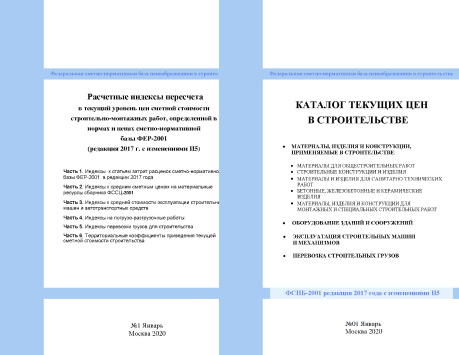 Федеральная сметно-нормативная база ценообразования в строите
Расчетные индексы пересчета
в текущий уровень цен сметной стоимости
строительно-монтажных работ, определенной в
нормах и ценах сметно-нормативной
базы ФЕР-2001
(редакция 2017 г. с изменениями И5)
Часть 1. Индексы к статьям затрат расценок сметно-нормативно
базы ФЕР-2001 в редакции 2017 года
Часть 2. Индексы к средним сметным ценам на материальные
ресурсы сборника ФССЦ-2001
Часть 3. Индексы к средней стоимости эксплуатации строительн
машин и автотранспортных средств
Часть 4. Индексы на погрузо-разгрузочные работы
Часть 5. Индексы перевозки грузов для строительства
Часть 6. Территориальные коэффициенты приведения текущей
сметной стоимости строительства
№1 Январь
Москва 2020
Федеральная сметно-нормативная база ценообразования в строительстве
КАТАЛОГ ТЕКУЩИХ ЦЕН
В СТРОИТЕЛЬСТВЕ
• МАТЕРИАЛЫ, ИЗДЕЛИЯ И КОНСТРУКЦИИ,
ПРИМЕНЯЕМЫЕ В СТРОИТЕЛЬСТВЕ
• МАТЕРИАЛЫ ДЛЯ ОБЩЕСТРОИТЕЛЬНЫХ РАБОТ
• СТРОИТЕЛЬНЫЕ КОНСТРУКЦИИ И ИЗДЕЛИЯ
• МАТЕРИАЛЫ И ИЗДЕЛИЯ ДЛЯ САНИТАРНО-ТЕХНИЧЕСКИХ
РАБОТ
• БЕТОННЫЕ, ЖЕЛЕЗОБЕТОННЫЕ И КЕРАМИЧЕСКИЕ
ИЗДЕЛИЯ
• МАТЕРИАЛЫ, ИЗДЕЛИЯ И КОНСТРУКЦИИ ДЛЯ
МОНТАЖНЫХ И СПЕЦИАЛЬНЫХ СТРОИТЕЛЬНЫХ РАБОТ
• ОБОРУДОВАНИЕ ЗДАНИЙ И СООРУЖЕНИЙ
• ЭКСПЛУАТАЦИЯ СТРОИТЕЛЬНЫХ МАШИН
И МЕХАНИЗМОВ
• ПЕРЕВОЗКА СТРОИТЕЛЬНЫХ ГРУЗОВ
ФСНБ-2001 редакция 2017 года с изменениями И5
№01 Январь
Москва 2020